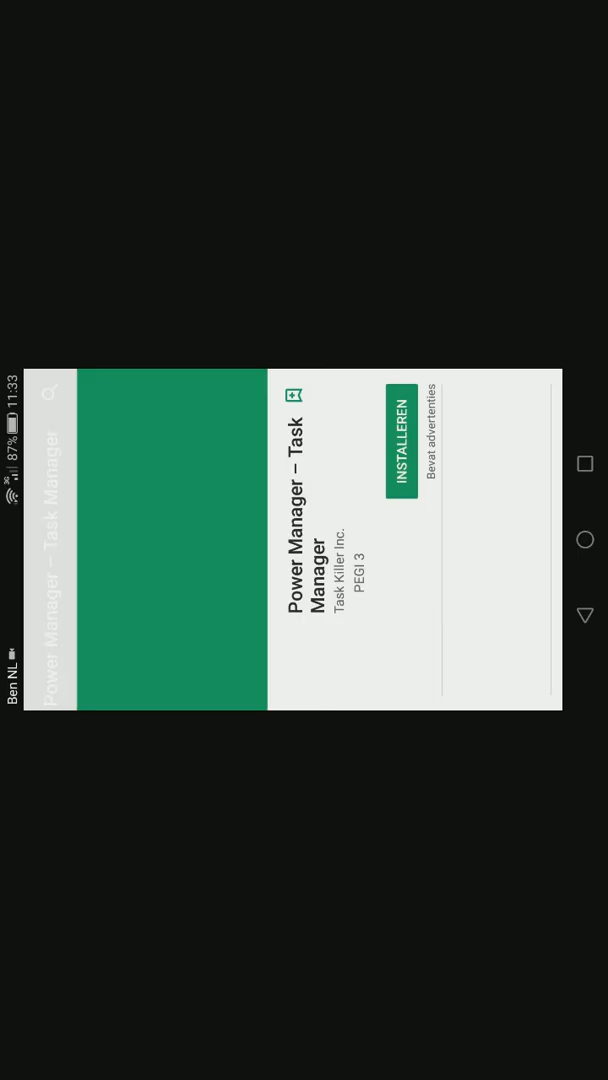 Ben NL
3G
87%
11:33
Power Manager – Task Manager
Power Manager – Task
Manager
Task Killer Inc.
PEGI 3
INSTALLEREN
Bevat advertenties